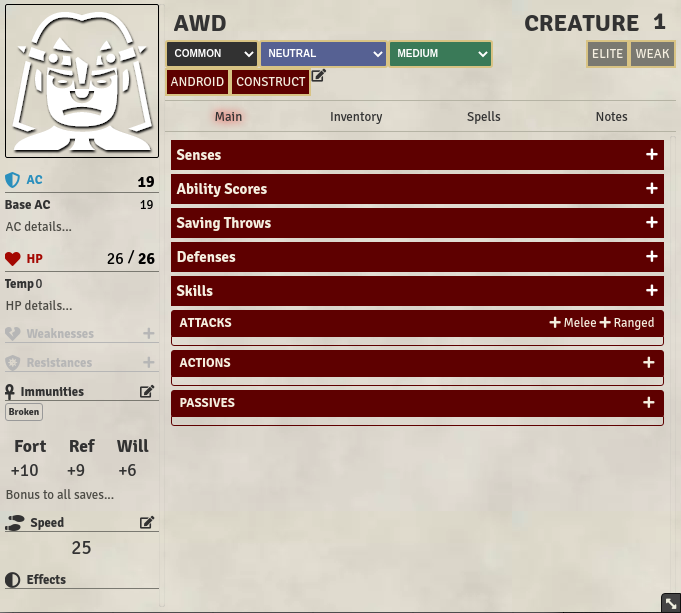 AWD CREATURE 1
COMMON NEUTRAL MEDIUM ELITE WEAK
ANDROID CONSTRUCT
Main Inventory Spells Notes
AC 19
Base AC 19
AC details...
HP 26 / 26
Temp 0
HP details...
Weaknesses +
Resistances +
Immunities
Broken
Fort Ref Will
+10 +9 +6
Bonus to all saves...
Speed
25
Effects
Senses +
Ability Scores +
Saving Throws +
Defenses +
Skills +
ATTACKS + Melee + Ranged
ACTIONS +
PASSIVES +